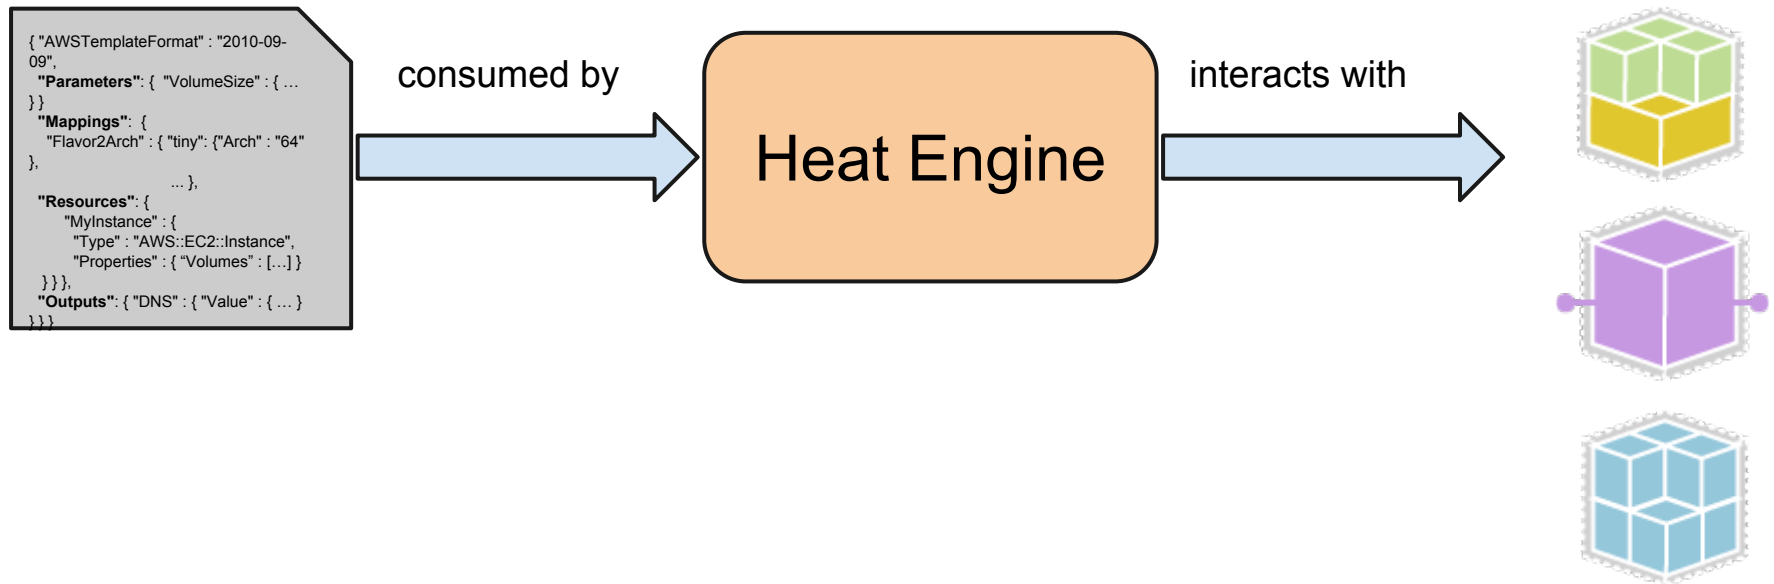 { "AWSTemplateFormat" : "2010-09-
09",
"Parameters": { "VolumeSize" : { …
} }
"Mappings": {
"Flavor2Arch" : { "tiny": {"Arch" : "64"
},
... },
"Resources": {
"MyInstance" : {
"Type" : "AWS::EC2::Instance",
"Properties" : { “Volumes” : […] }
} } },
"Outputs": { "DNS" : { "Value" : { … }
} } }
consumed by
Heat Engine
interacts with